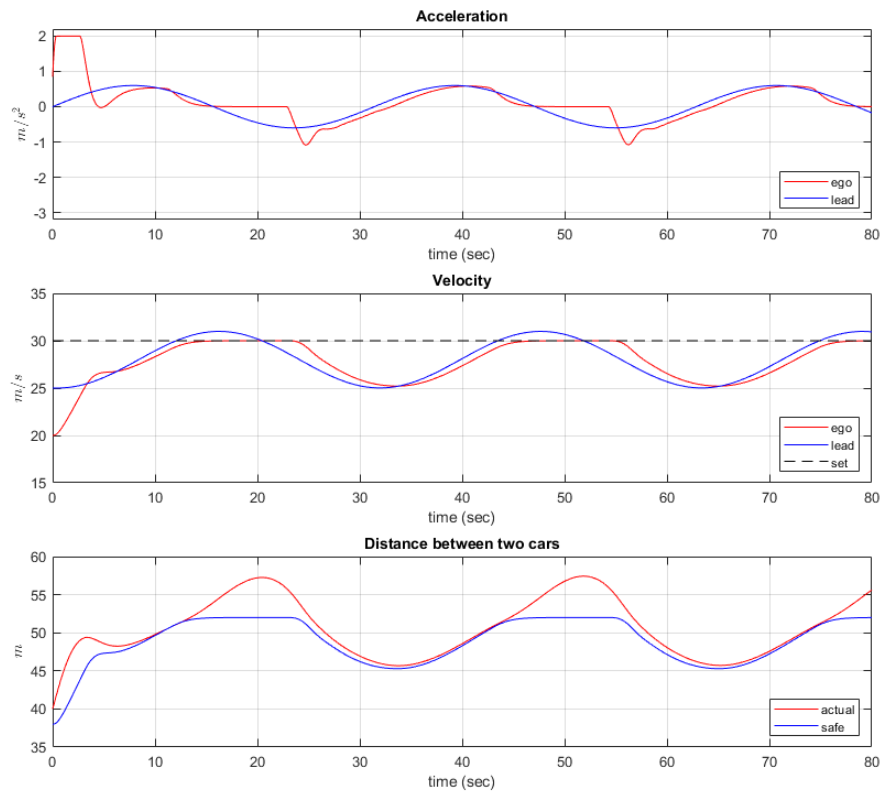 Acceleration
2
1
0
-1
-2
-3
m/s²
0 10 20 30 40 50 60 70 80
time (sec)
ego
lead
Velocity
35
30
25
20
15
m/s
0 10 20 30 40 50 60 70 80
time (sec)
ego
lead
set
Distance between two cars
60
55
50
45
40
35
m
0 10 20 30 40 50 60 70 80
time (sec)
actual
safe